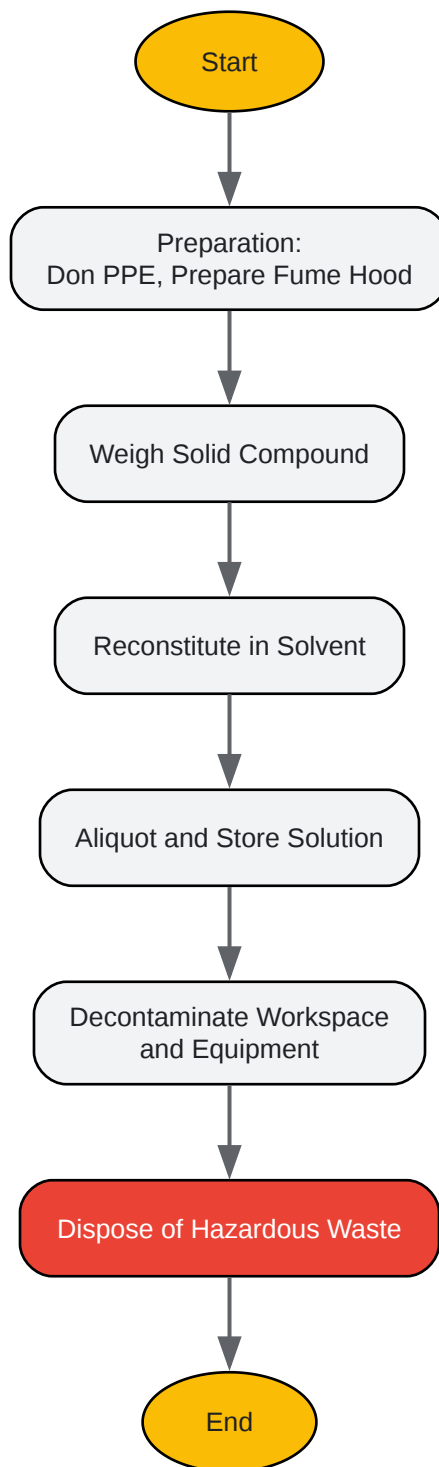 Start
Preparation:
Don PPE, Prepare Fume Hood
Weigh Solid Compound
Reconstitute in Solvent
Aliquot and Store Solution
Decontaminate Workspace
and Equipment
Dispose of Hazardous Waste
End